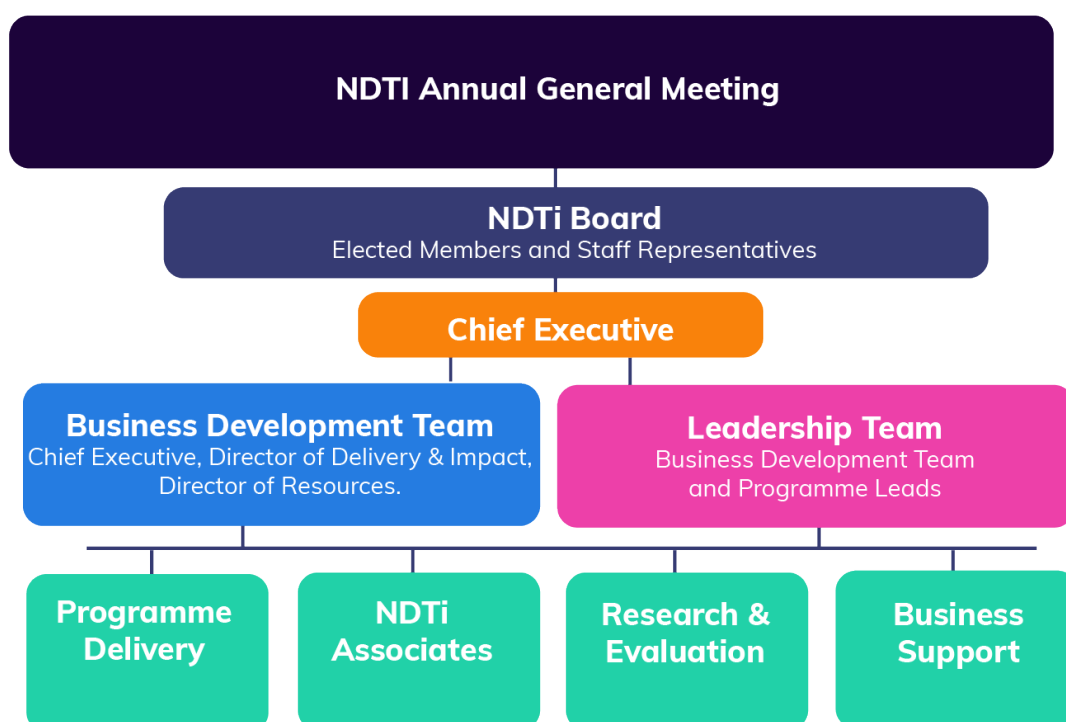 NDTI Annual General Meeting
NDTi Board
Elected Members and Staff Representatives
Chief Executive
Business Development Team
Chief Executive, Director of Delivery & Impact,
Director of Resources.
Leadership Team
Business Development Team
and Programme Leads
Programme
Delivery
NDTi
Associates
Research &
Evaluation
Business
Support